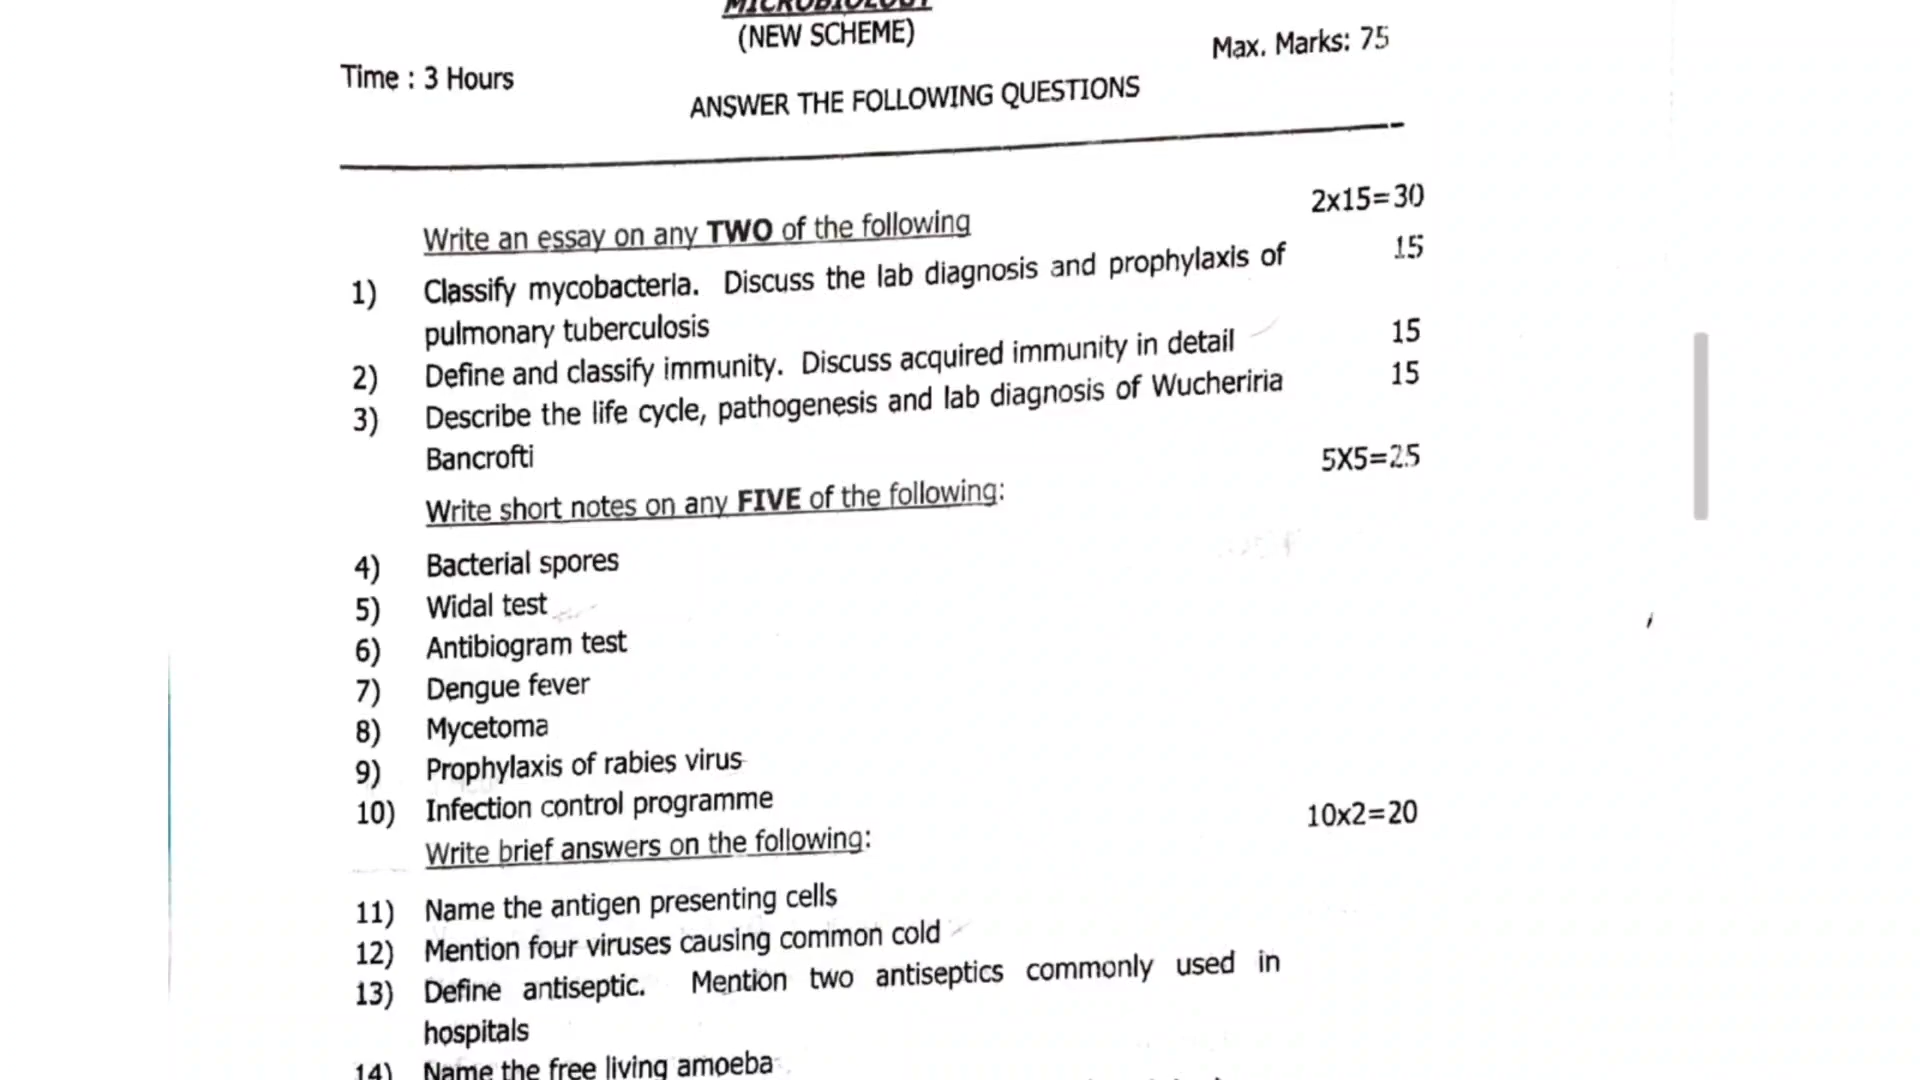 MICROBIOLOGY
(NEW SCHEME)
Time : 3 Hours
Max. Marks: 75
ANSWER THE FOLLOWING QUESTIONS
Write an essay on any TWO of the following
2x15=30
1) Classify mycobacteria. Discuss the lab diagnosis and prophylaxis of 15
pulmonary tuberculosis
2) Define and classify immunity. Discuss acquired immunity in detail 15
3) Describe the life cycle, pathogenesis and lab diagnosis of Wucheriria 15
Bancrofti
Write short notes on any FIVE of the following:
5X5=25
4) Bacterial spores
5) Widal test
6) Antibiogram test
7) Dengue fever
8) Mycetoma
9) Prophylaxis of rabies virus
10) Infection control programme
Write brief answers on the following:
10x2=20
11) Name the antigen presenting cells
12) Mention four viruses causing common cold
13) Define antiseptic. Mention two antiseptics commonly used in
hospitals
14) Name the free living amoeba